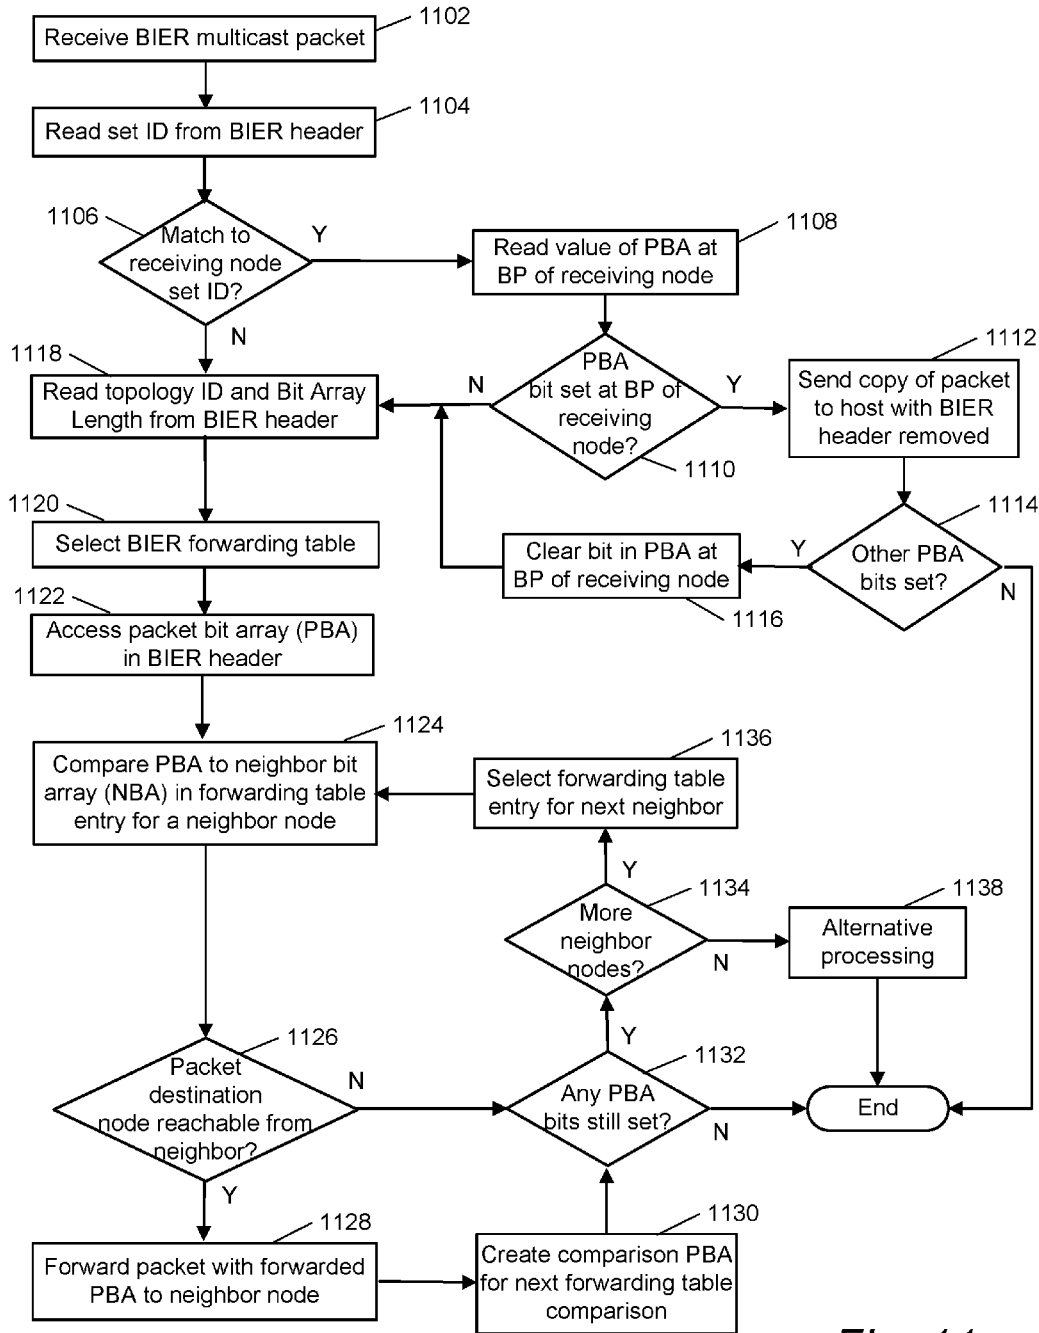 1102
Receive BIER multicast packet
1104
Read set ID from BIER header
1106
Match to
receiving node
set ID?
Y
N
1108
Read value of PBA at
BP of receiving node
PBA
bit set at BP of
receiving
node?
1110
N
Y
1112
Send copy of packet
to host with BIER
header removed
1114
Other PBA
bits set?
Y
N
Clear bit in PBA at
BP of receiving node
1116
1118
Read topology ID and Bit Array
Length from BIER header
1120
Select BIER forwarding table
1122
Access packet bit array (PBA)
in BIER header
1124
Compare PBA to neighbor bit
array (NBA) in forwarding table
entry for a neighbor node
1136
Select forwarding table
entry for next neighbor
Y
1134
More
neighbor
nodes?
N
1138
Alternative
processing
1126
Packet
destination
node reachable from
neighbor?
N
Y
Y
1132
Any PBA
bits still set?
N
End
1128
Forward packet with forwarded
PBA to neighbor node
1130
Create comparison PBA
for next forwarding table
comparison